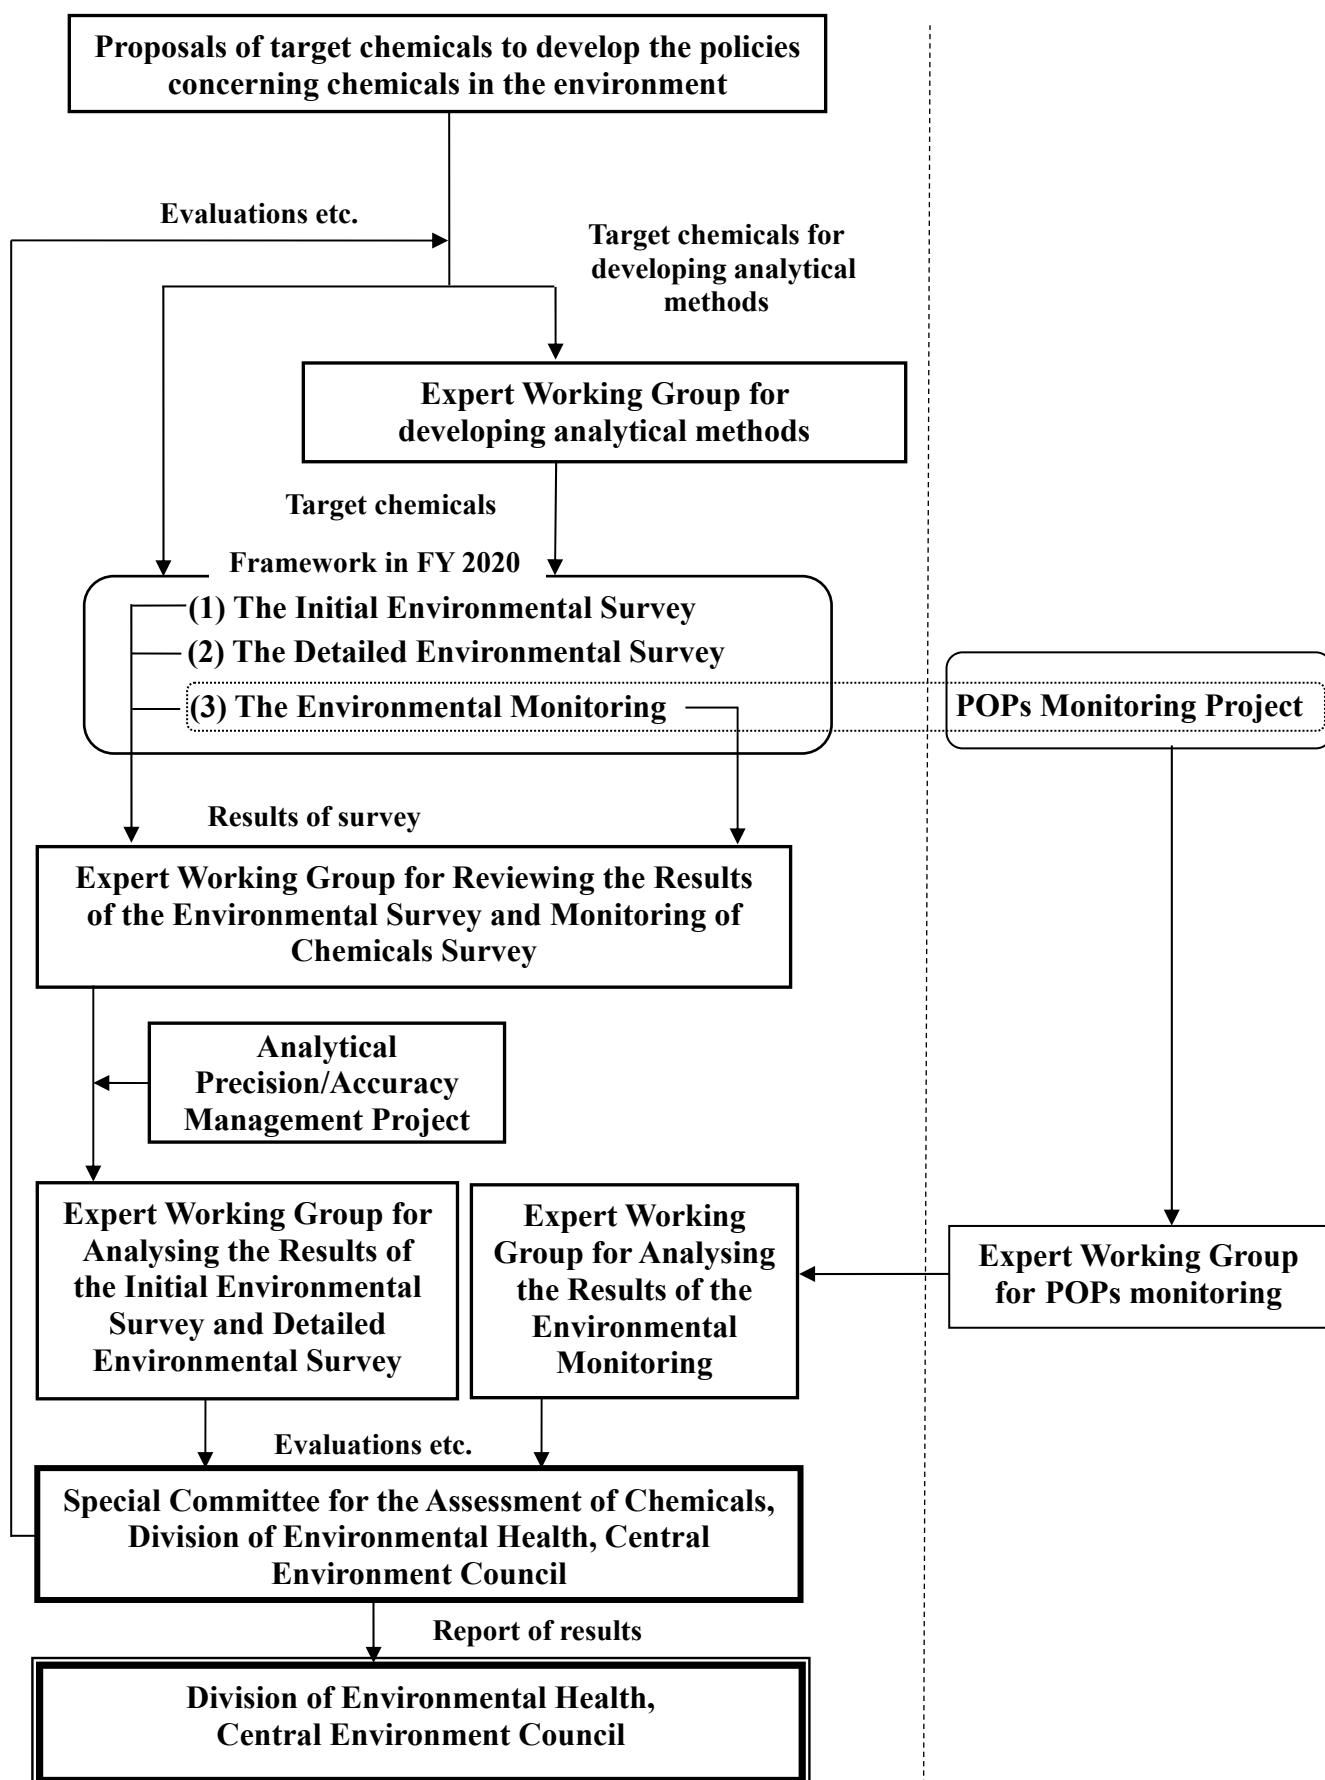 Proposals of target chemicals to develop the policies
concerning chemicals in the environment
Evaluations etc.
Target chemicals for
developing analytical
methods
Expert Working Group for
developing analytical methods
Target chemicals
Framework in FY 2020
(1) The Initial Environmental Survey
(2) The Detailed Environmental Survey
(3) The Environmental Monitoring
POPs Monitoring Project
Results of survey
Expert Working Group for Reviewing the Results
of the Environmental Survey and Monitoring of
Chemicals Survey
Analytical
Precision/Accuracy
Management Project
Expert Working Group for
Analysing the Results of
the Initial Environmental
Survey and Detailed
Environmental Survey
Expert Working
Group for Analysing
the Results of the
Environmental
Monitoring
Expert Working Group
for POPs monitoring
Evaluations etc.
Special Committee for the Assessment of Chemicals,
Division of Environmental Health, Central
Environment Council
Report of results
Division of Environmental Health,
Central Environment Council